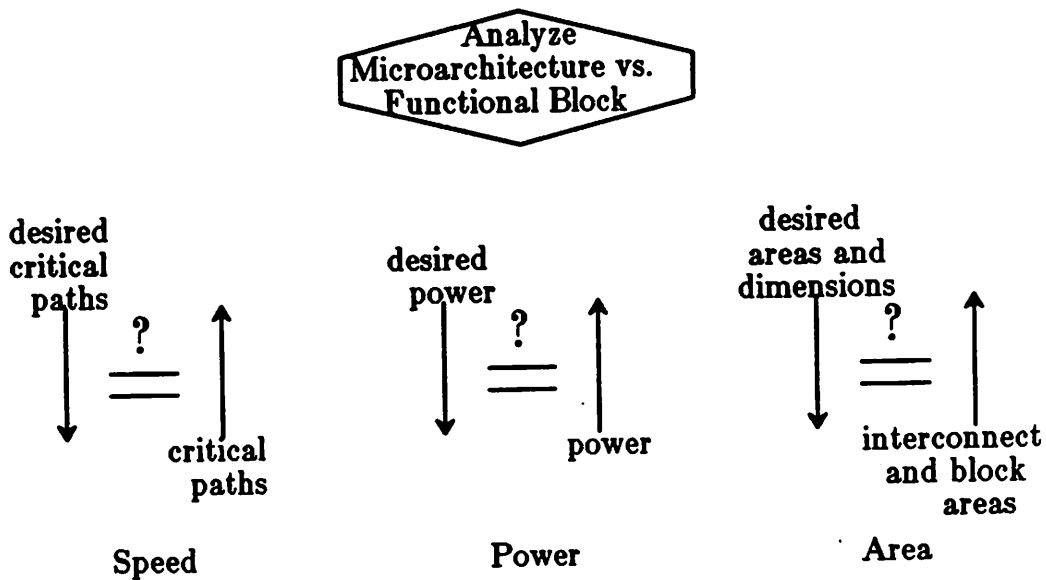 Analyze
Microarchitecture vs.
Functional Block
desired
critical
paths
?
critical
paths
Speed
desired
power
?
power
Power
desired
areas and
dimensions
?
interconnect
and block
areas
Area